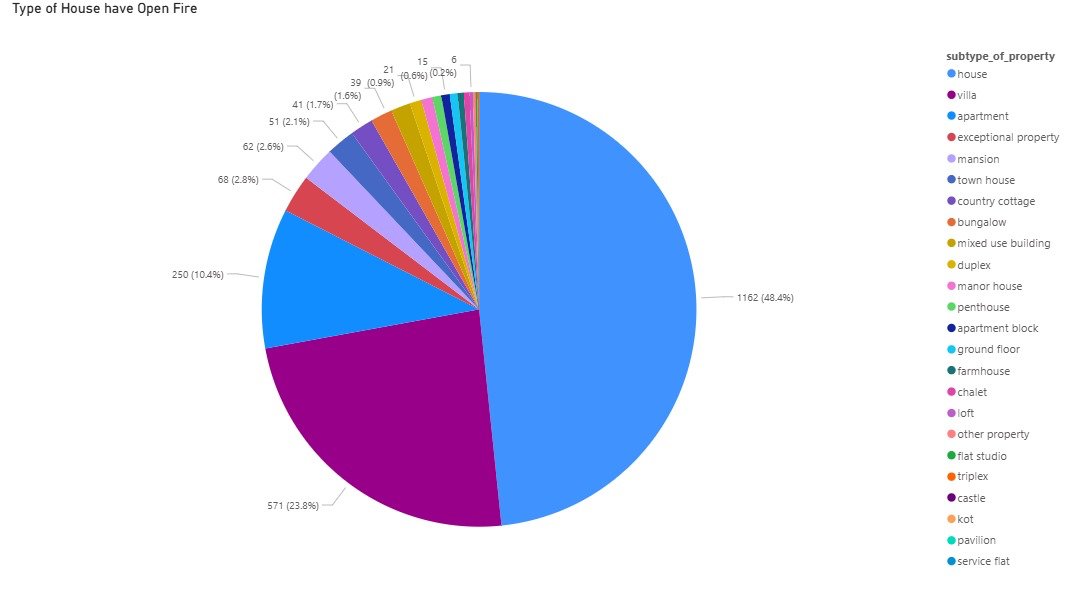 Type of House have Open Fire
6
15
(0.2%)
21
(0.6%)
39
(0.9%)
(1.6%)
41 (1.7%)
51 (2.1%)
62 (2.6%)
68 (2.8%)
250 (10.4%)
571 (23.8%)
1162 (48.4%)
subtype_of_property
house
villa
apartment
exceptional property
mansion
town house
country cottage
bungalow
mixed use building
duplex
manor house
penthouse
apartment block
ground floor
farmhouse
chalet
loft
other property
flat studio
triplex
castle
kot
pavilion
service flat